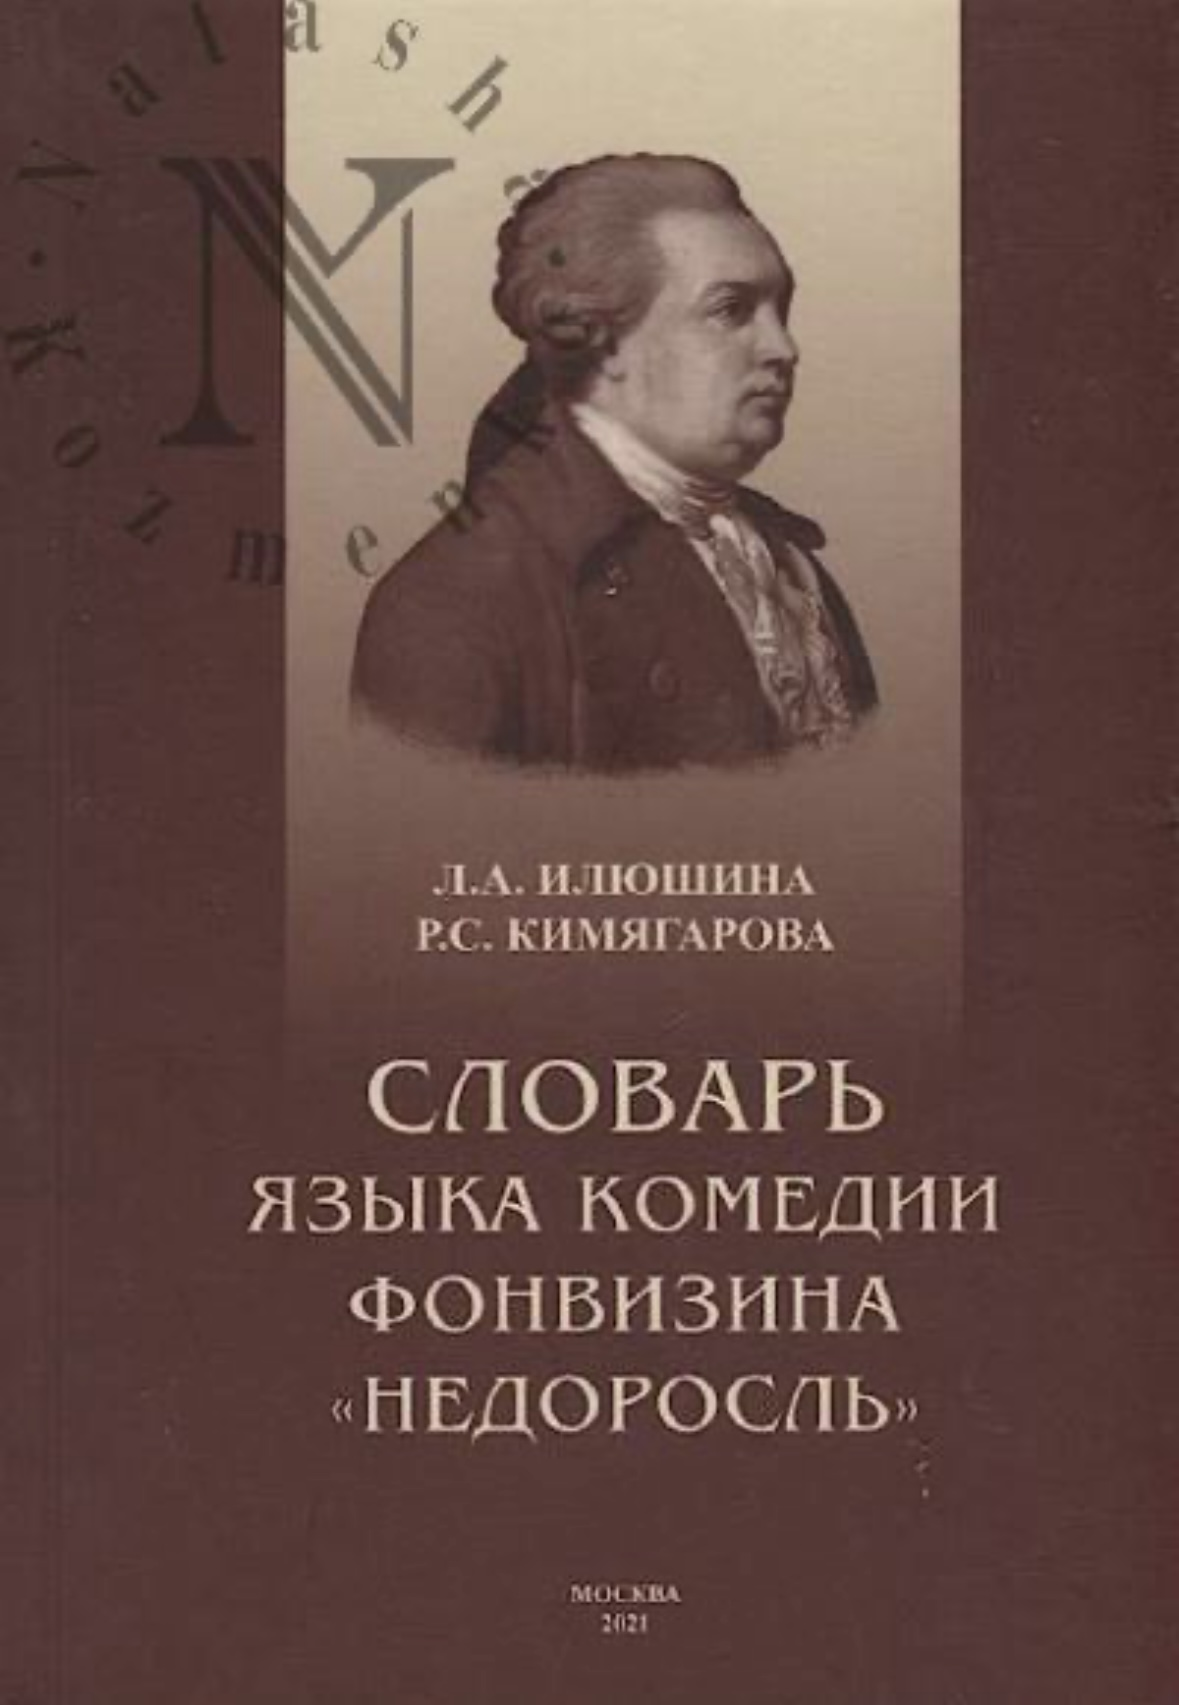 Л.А. ИЛЮШИНА
Р.С. КИМЯГАРОВА
СЛОВАРЬ
ЯЗЫКА КОМЕДИИ
ФОНВИЗИНА
«НЕДОРОСЛЬ»
МОСКВА
2021